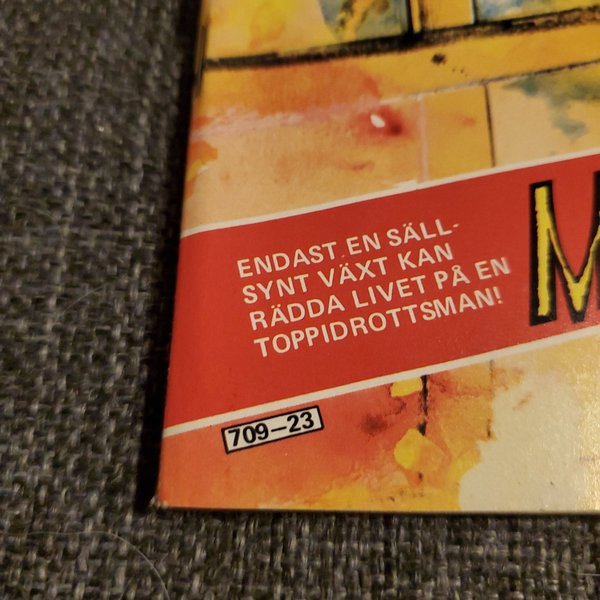 ENDAST EN SÄLL-
SYNT VÄXT KAN
RÄDDA LIVET PÅ EN
TOPPIDROTTSMAN!
M
709-23